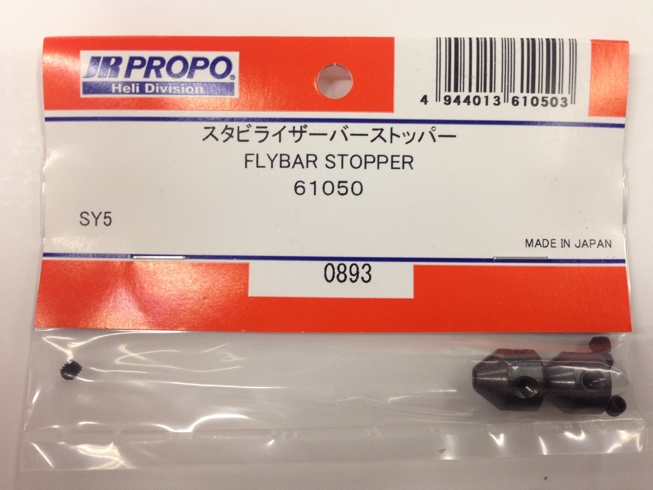 JR PROPO®
Heli Division
4 944013 610503
スタビライザーバーストッパー
FLYBAR STOPPER
61050
SY5
MADE IN JAPAN
0893